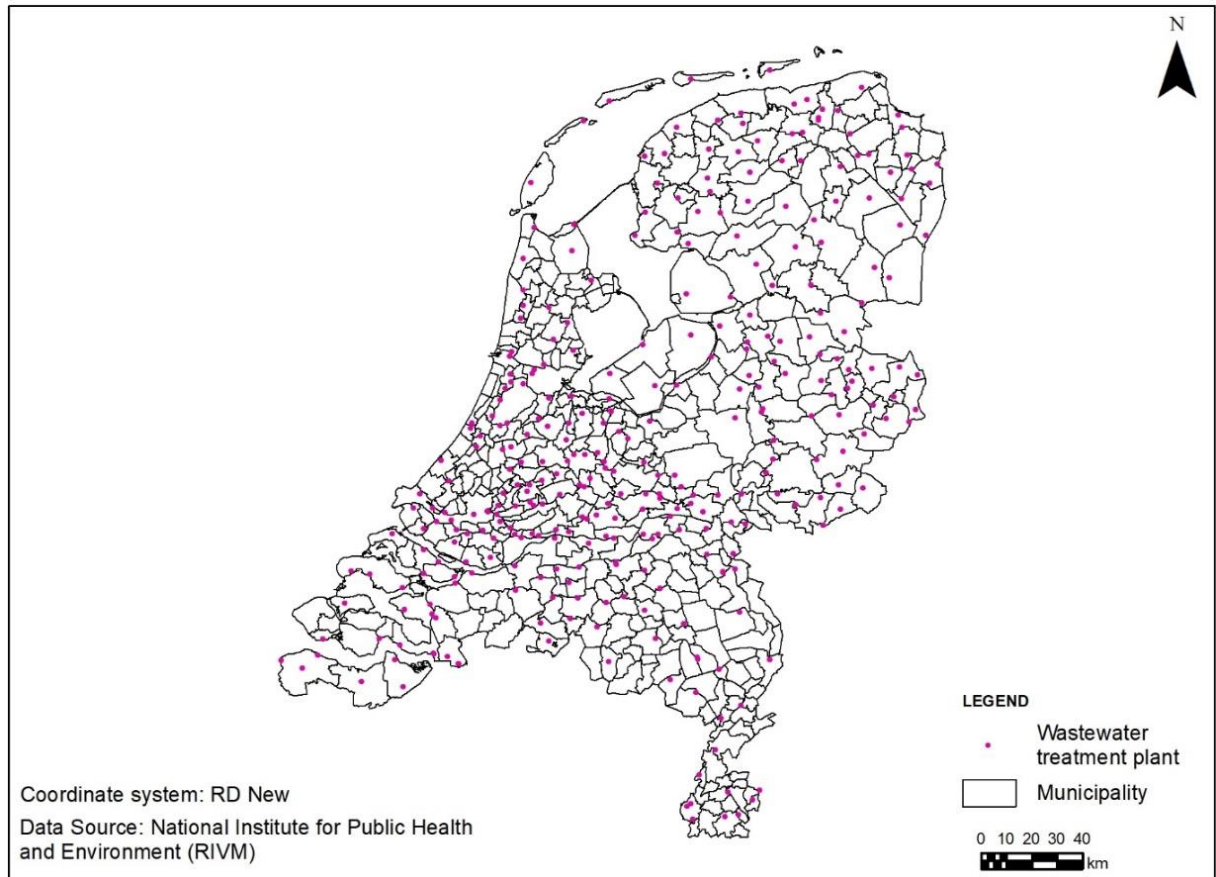 N
LEGEND
Wastewater
treatment plant
Municipality
Coordinate system: RD New
Data Source: National Institute for Public Health
and Environment (RIVM)
0 10 20 30 40
km